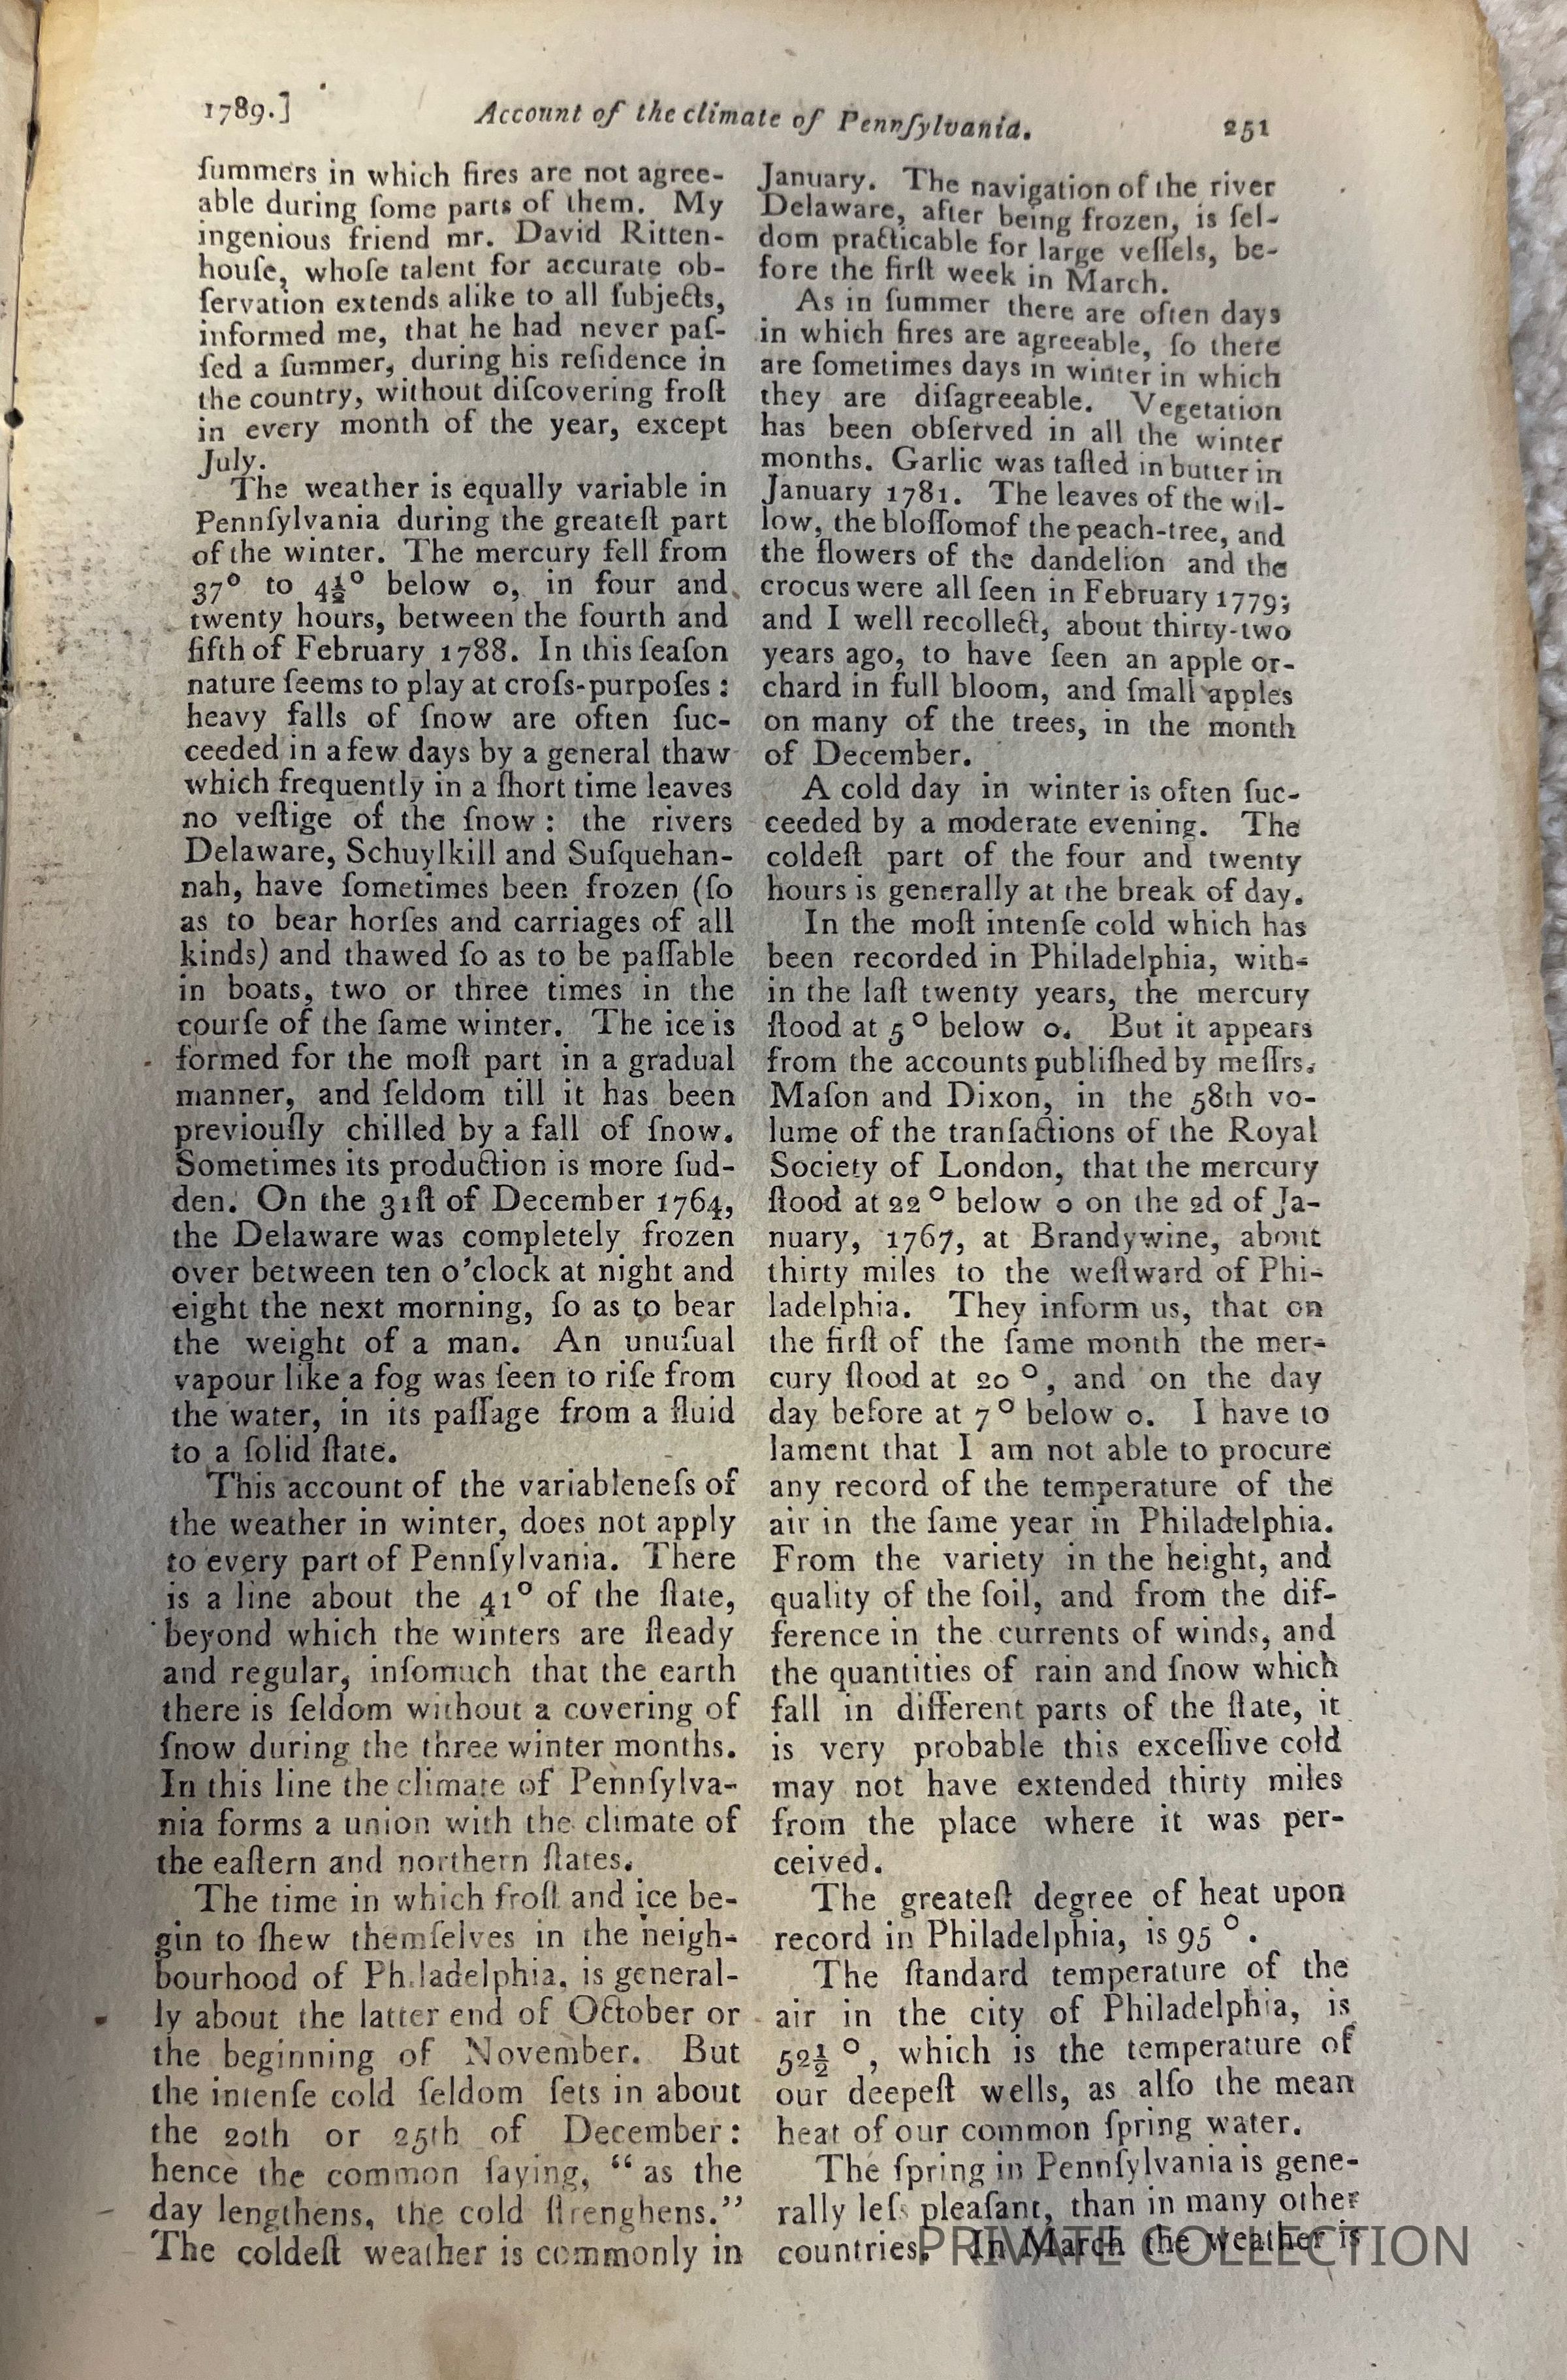 1789.] Account of the climate of Pennſylvania. 251
ſummers in which fires are not agree-
able during ſome parts of them. My
ingenious friend mr. David Ritten-
houſe, whoſe talent for accurate ob-
ſervation extends alike to all ſubjects,
informed me, that he had never paſ-
ſed a ſummer, during his reſidence in
the country, without diſcovering froſt
in every month of the year, except
July.
The weather is equally variable in
Pennſylvania during the greateſt part
of the winter. The mercury fell from
37° to 4½° below 0, in four and
twenty hours, between the fourth and
fifth of February 1788. In this ſeaſon
nature ſeems to play at croſs-purpoſes :
heavy falls of ſnow are often ſuc-
ceeded in a few days by a general thaw
which frequently in a ſhort time leaves
no veſtige of the ſnow : the rivers
Delaware, Schuylkill and Suſquehan-
nah, have ſometimes been frozen (ſo
as to bear horſes and carriages of all
kinds) and thawed ſo as to be paſſable
in boats, two or three times in the
courſe of the ſame winter. The ice is
formed for the moſt part in a gradual
manner, and ſeldom till it has been
previouſly chilled by a fall of ſnow.
Sometimes its production is more ſud-
den. On the 31ſt of December 1764,
the Delaware was completely frozen
over between ten o'clock at night and
eight the next morning, ſo as to bear
the weight of a man. An unuſual
vapour like a fog was ſeen to riſe from
the water, in its paſſage from a fluid
to a ſolid ſtate.
This account of the variableneſs of
the weather in winter, does not apply
to every part of Pennſylvania. There
is a line about the 41° of the ſtate,
beyond which the winters are ſteady
and regular, inſomuch that the earth
there is ſeldom without a covering of
ſnow during the three winter months.
In this line the climate of Pennſylva-
nia forms a union with the climate of
the eaſtern and northern ſtates.
The time in which froſt and ice be-
gin to ſhew themſelves in the neigh-
bourhood of Philadelphia, is general-
ly about the latter end of October or
the beginning of November. But
the intenſe cold ſeldom ſets in about
the 20th or 25th of December :
hence the common ſaying, “ as the
day lengthens, the cold ſtrenghens.”
The coldeſt weather is commonly in
January. The navigation of the river
Delaware, after being frozen, is ſel-
dom practicable for large veſſels, be-
fore the firſt week in March.
As in ſummer there are often days
in which fires are agreeable, ſo there
are ſometimes days in winter in which
they are diſagreeable. Vegetation
has been obſerved in all the winter
months. Garlic was taſted in butter in
January 1781. The leaves of the wil-
low, the bloſſomof the peach-tree, and
the flowers of the dandelion and the
crocus were all ſeen in February 1779;
and I well recollect, about thirty-two
years ago, to have ſeen an apple or-
chard in full bloom, and ſmall apples
on many of the trees, in the month
of December.
A cold day in winter is often ſuc-
ceeded by a moderate evening. The
coldeſt part of the four and twenty
hours is generally at the break of day.
In the moſt intenſe cold which has
been recorded in Philadelphia, with-
in the laſt twenty years, the mercury
ſtood at 5° below 0. But it appears
from the accounts publiſhed by meſſrs.
Maſon and Dixon, in the 58th vo-
lume of the tranſactions of the Royal
Society of London, that the mercury
ſtood at 22° below 0 on the 2d of Ja-
nuary, 1767, at Brandywine, about
thirty miles to the weſtward of Phi-
ladelphia. They inform us, that on
the firſt of the ſame month the mer-
cury ſtood at 20°, and on the day
day before at 7° below 0. I have to
lament that I am not able to procure
any record of the temperature of the
air in the ſame year in Philadelphia.
From the variety in the height, and
quality of the ſoil, and from the dif-
ference in the currents of winds, and
the quantities of rain and ſnow which
fall in different parts of the ſtate, it
is very probable this exceſſive cold
may not have extended thirty miles
from the place where it was per-
ceived.
The greateſt degree of heat upon
record in Philadelphia, is 95°.
The ſtandard temperature of the
air in the city of Philadelphia, is
52½°, which is the temperature of
our deepeſt wells, as alſo the mean
heat of our common ſpring water.
The ſpring in Pennſylvania is gene-
rally leſs pleaſant, than in many other
countries. In March the weather is
PRIVATE COLLECTION